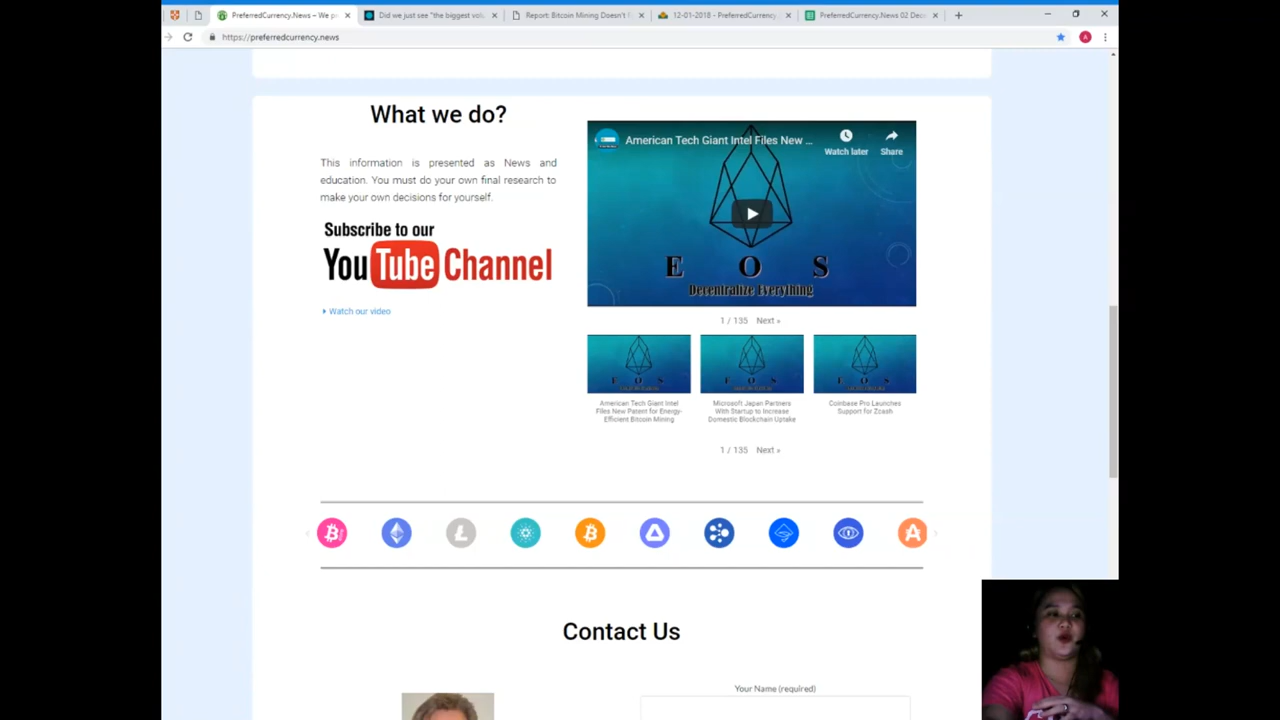 PreferredCurrency.News – We p
Did we just see "the biggest vol
Report: Bitcoin Mining Doesn't F
12-01-2018 - PreferredCurrency
PreferredCurrency.News 02 Dec
https://preferredcurrency.news
A
What we do?
This information is presented as News and
education. You must do your own final research to
make your own decisions for yourself.
Subscribe to our
YouTube Channel
Watch our video
American Tech Giant Intel Files New ...
Watch later
Share
E O S
Decentralize Everything
1 / 135 Next »
E O S
E O S
E O S
American Tech Giant Intel
Files New Patent for Energy-
Efficient Bitcoin Mining
Microsoft Japan Partners
With Startup to Increase
Domestic Blockchain Uptake
Coinbase Pro Launches
Support for Zcash
1 / 135 Next »
Contact Us
Your Name (required)